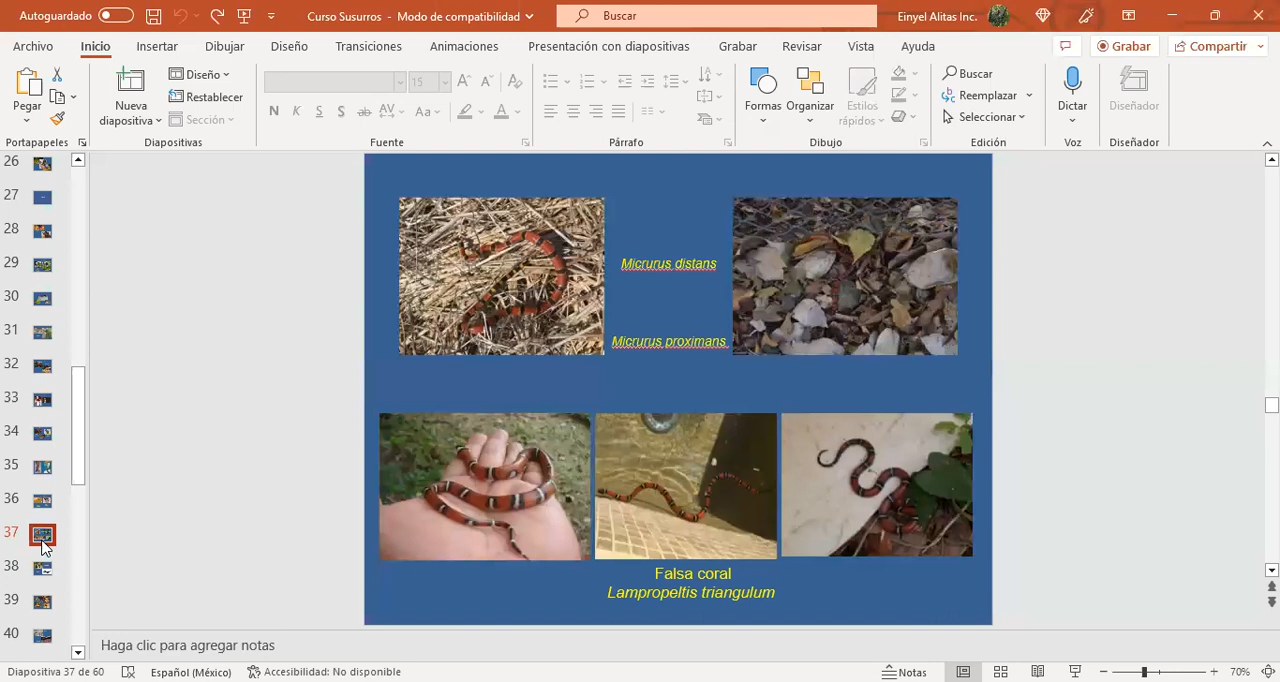 Autoguardado
Curso Susurros - Modo de compatibilidad
Buscar
Einyel Alitas Inc.
Archivo Inicio Insertar Dibujar Diseño Transiciones Animaciones Presentación con diapositivas Grabar Revisar Vista Ayuda
Grabar
Compartir
Pegar
Portapapeles
Nueva
diapositiva
Diseño
Restablecer
Sección
Diapositivas
15
N K S S ab AV Aa A
Fuente
Párrafo
Formas
Organizar
Estilos
rápidos
Dibujo
Buscar
Reemplazar
Seleccionar
Edición
Dictar
Voz
Diseñador
Diseñador
26
27
28
29
30
31
32
33
34
35
36
37
38
39
40
Micrurus distans
Micrurus proximans
Falsa coral
Lampropeltis triangulum
Haga clic para agregar notas
Diapositiva 37 de 60
Español (México)
Accesibilidad: No disponible
Notas
70%